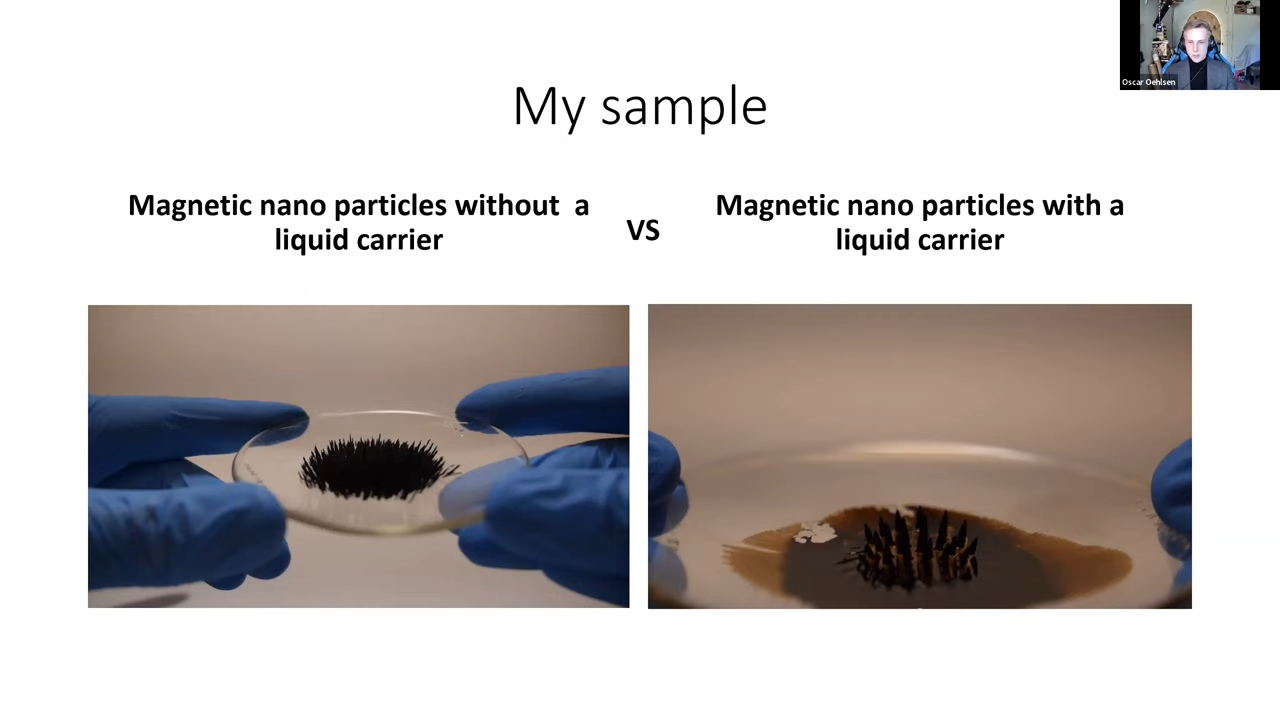 Oscar Oehlsen
My sample
Magnetic nano particles without  a
liquid carrier
VS
Magnetic nano particles with a
liquid carrier